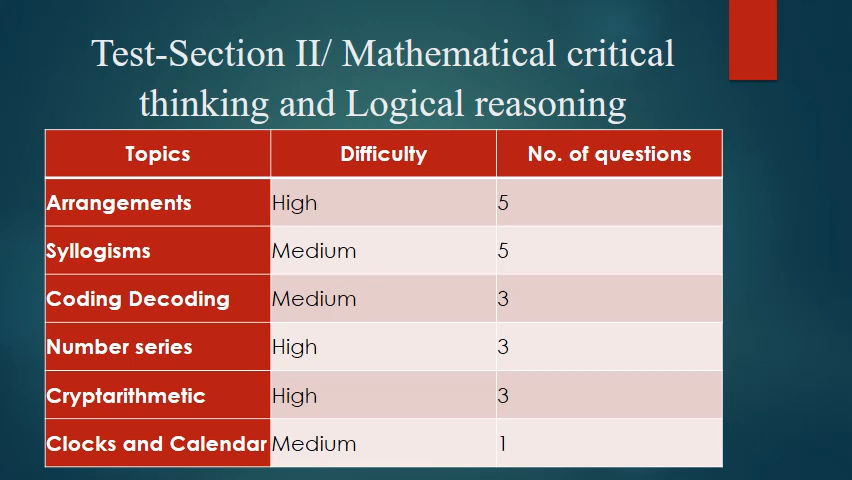 Test-Section II/ Mathematical critical
thinking and Logical reasoning
Topics Difficulty No. of questions
Arrangements High 5
Syllogisms Medium 5
Coding Decoding Medium 3
Number series High 3
Cryptarithmetic High 3
Clocks and Calendar Medium 1